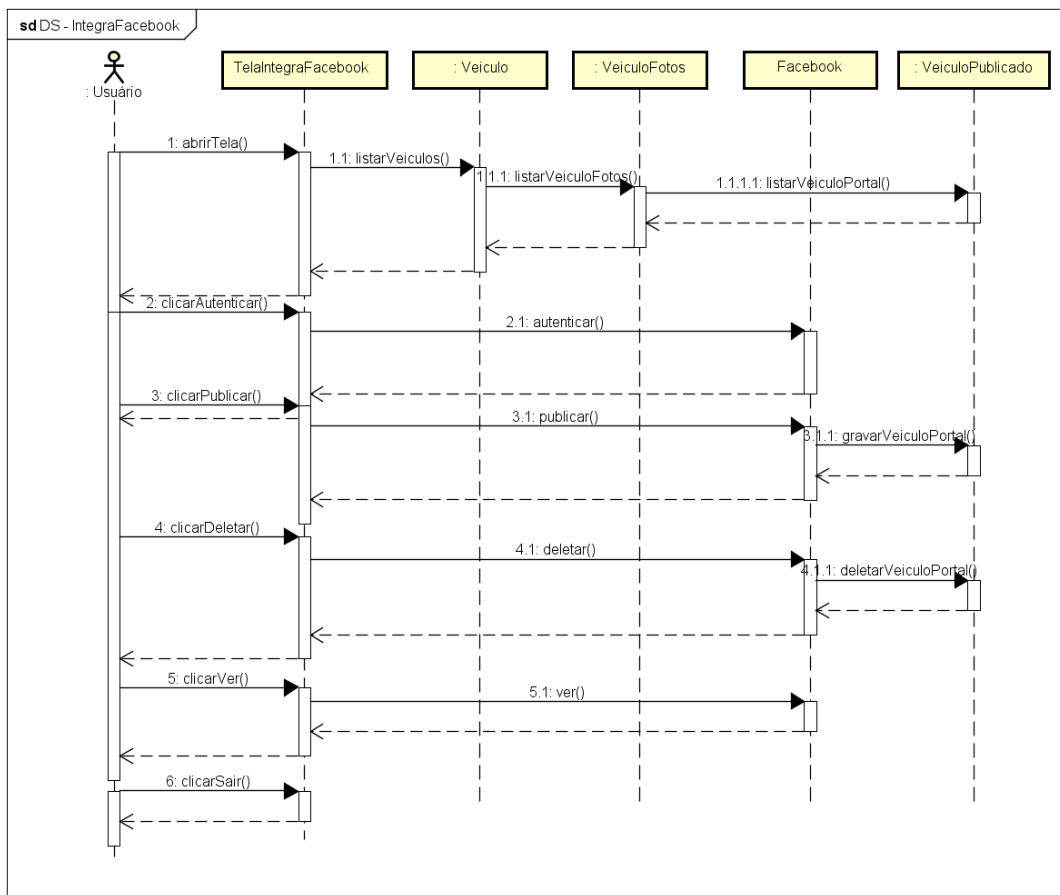 sd DS - IntegraFacebook
: Usuário
TelaIntegraFacebook
: Veiculo
: VeiculoFotos
Facebook
: VeiculoPublicado
1: abrirTela()
1.1: listarVeiculos()
1.1.1: listarVeiculoFotos()
1.1.1.1: listarVeiculoPortal()
2: clicarAutenticar()
2.1: autenticar()
3: clicarPublicar()
3.1: publicar()
3.1.1: gravarVeiculoPortal()
4: clicarDeletar()
4.1: deletar()
4.1.1: deletarVeiculoPortal()
5: clicarVer()
5.1: ver()
6: clicarSair()